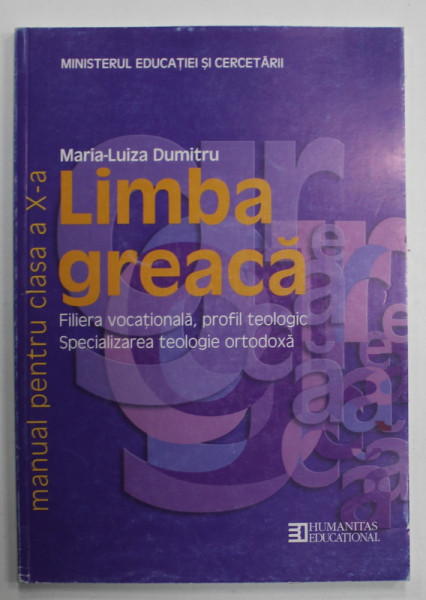 MINISTERUL EDUCAȚIEI ȘI CERCETĂRII
Maria-Luiza Dumitru
Limba
greacă
Filiera vocațională, profil teologic
Specializarea teologie ortodoxă
manual pentru clasa a X-a
HUMANITAS
EDUCATIONAL